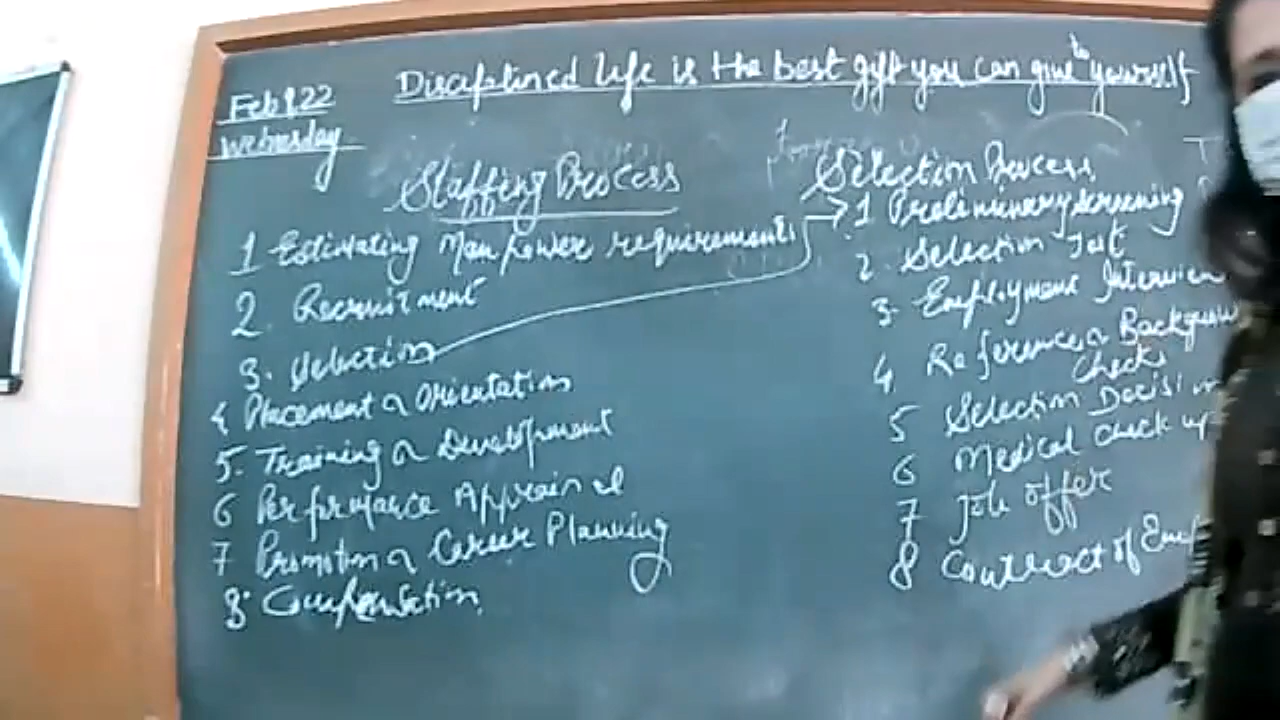 Disciplined life is the best gift you can give to yourself
Feb 9, 22
Wednesday
Staffing Process
1 Estimating Manpower requirements
2. Recruitment
3. Selection
4 Placement & Orientation
5. Training & Development
6 Performance Appraisal
7 Promotion & Career Planning
8. Compensation
Selection Process
1 Preliminary Screening
2. Selection Test
3. Employment Interview
4. Reference & Backgrou
Checks
5 Selection Decision
6 Medical check up
7 Job offer
8 Contract of Emp